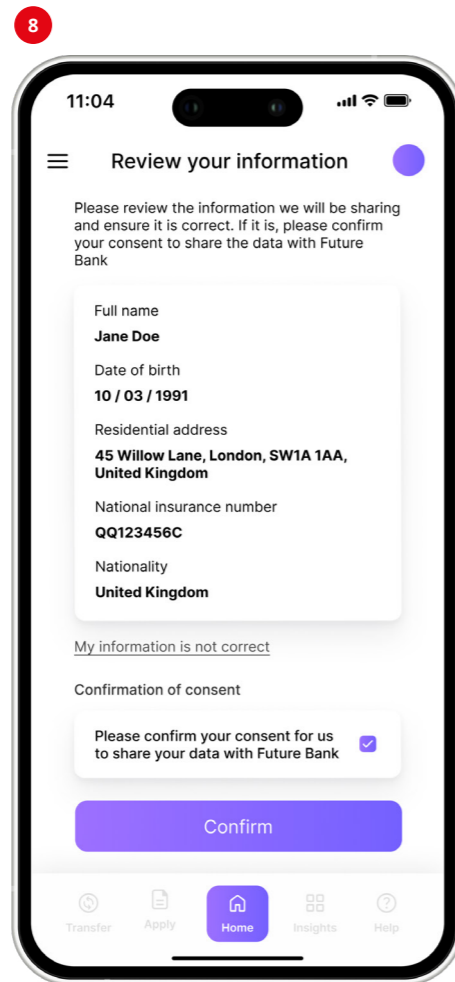 8
11:04
Review your information
Please review the information we will be sharing
and ensure it is correct. If it is, please confirm
your consent to share the data with Future
Bank
Full name
Jane Doe
Date of birth
10 / 03 / 1991
Residential address
45 Willow Lane, London, SW1A 1AA,
United Kingdom
National insurance number
QQ123456C
Nationality
United Kingdom
My information is not correct
Confirmation of consent
Please confirm your consent for us
to share your data with Future Bank
Confirm
Transfer Apply Home Insights Help